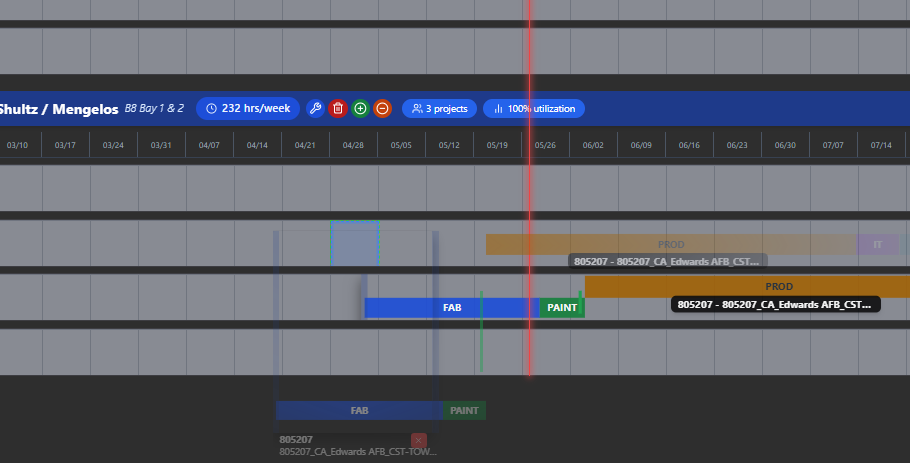 Shultz / Mengelos B8 Bay 1 & 2 232 hrs/week 3 projects 100% utilization
03/10 03/17 03/24 03/31 04/07 04/14 04/21 04/28 05/05 05/12 05/19 05/26 06/02 06/09 06/16 06/23 06/30 07/07 07/14
PROD IT
805207 - 805207_CA_Edwards AFB_CST...
PROD
FAB PAINT
805207 - 805207_CA_Edwards AFB_CST...
FAB PAINT
805207
805207_CA_Edwards AFB_CST-TOW...